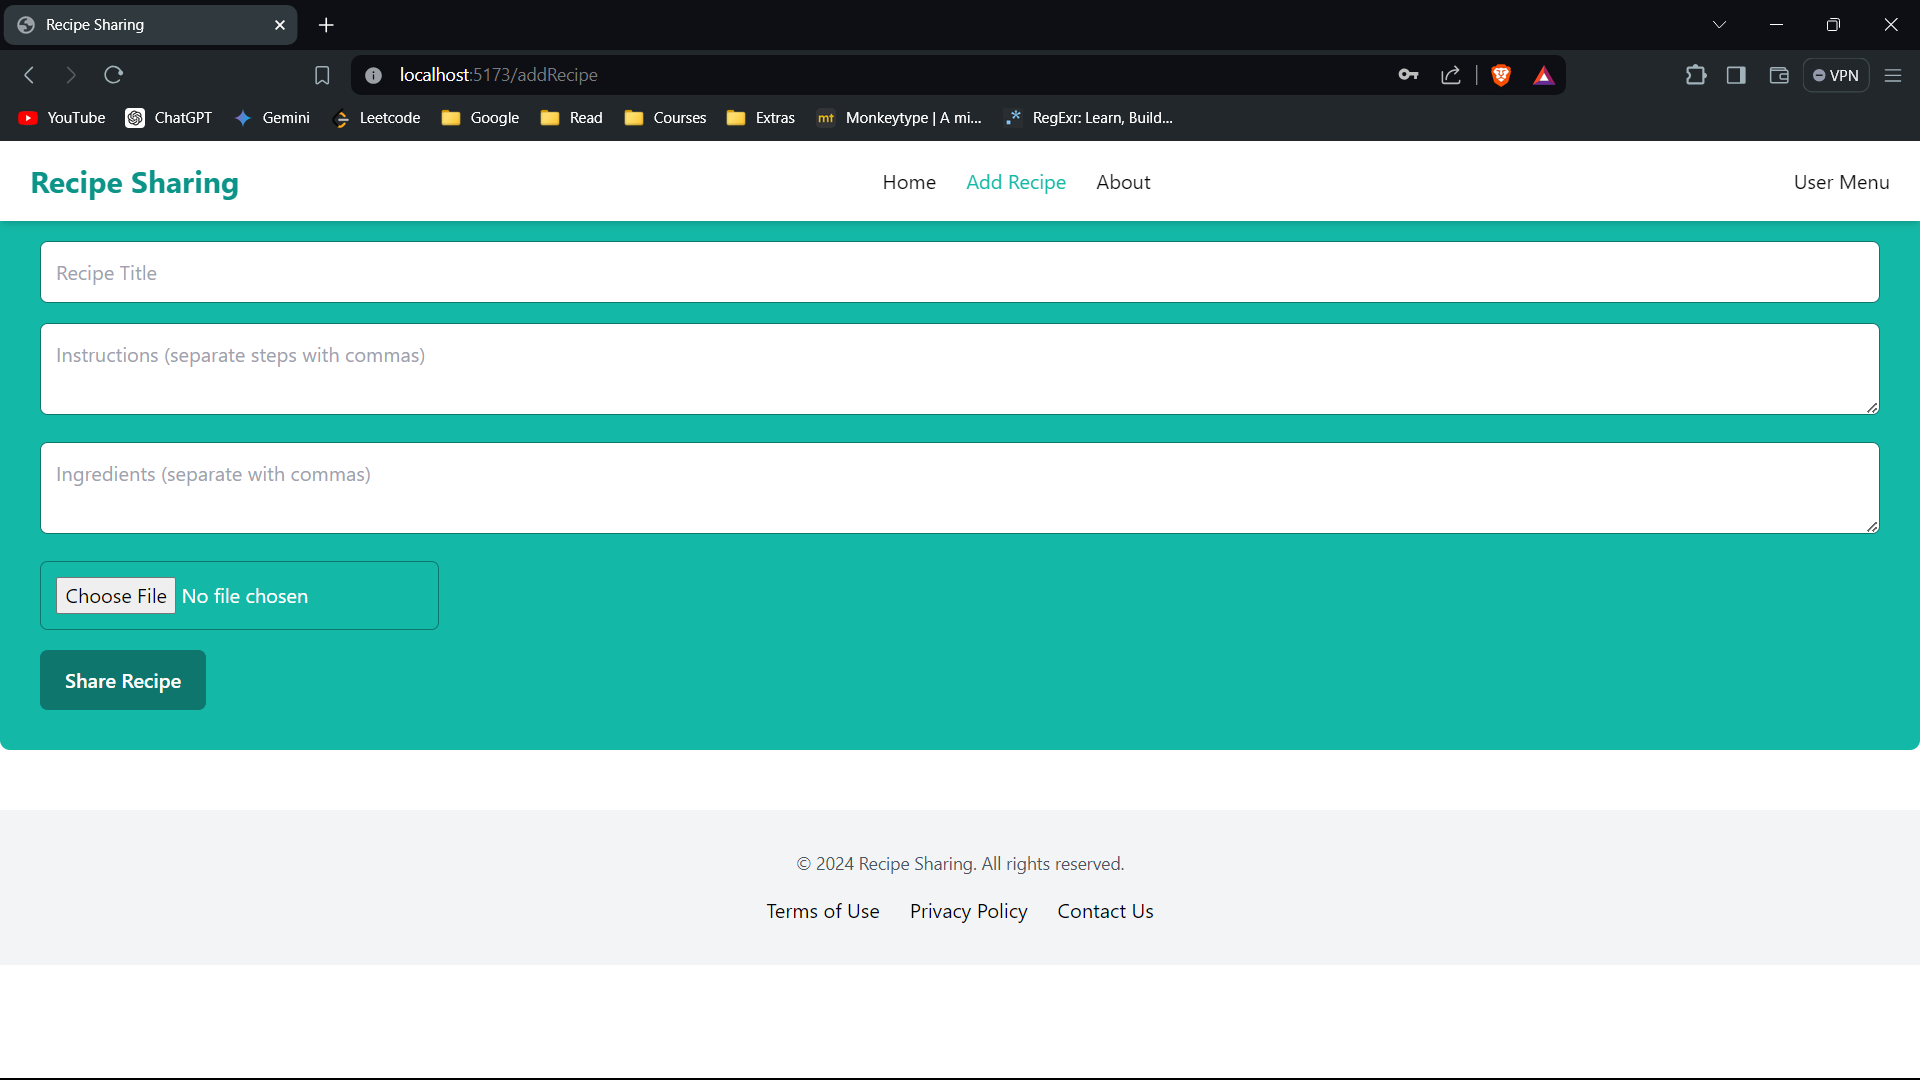 Recipe Sharing
localhost:5173/addRecipe
VPN
YouTube ChatGPT Gemini Leetcode Google Read Courses Extras mt Monkeytype | A mi... .* RegExr: Learn, Build...
Recipe Sharing Home Add Recipe About User Menu
Recipe Title
Instructions (separate steps with commas)
Ingredients (separate with commas)
Choose File No file chosen
Share Recipe
© 2024 Recipe Sharing. All rights reserved.
Terms of Use Privacy Policy Contact Us